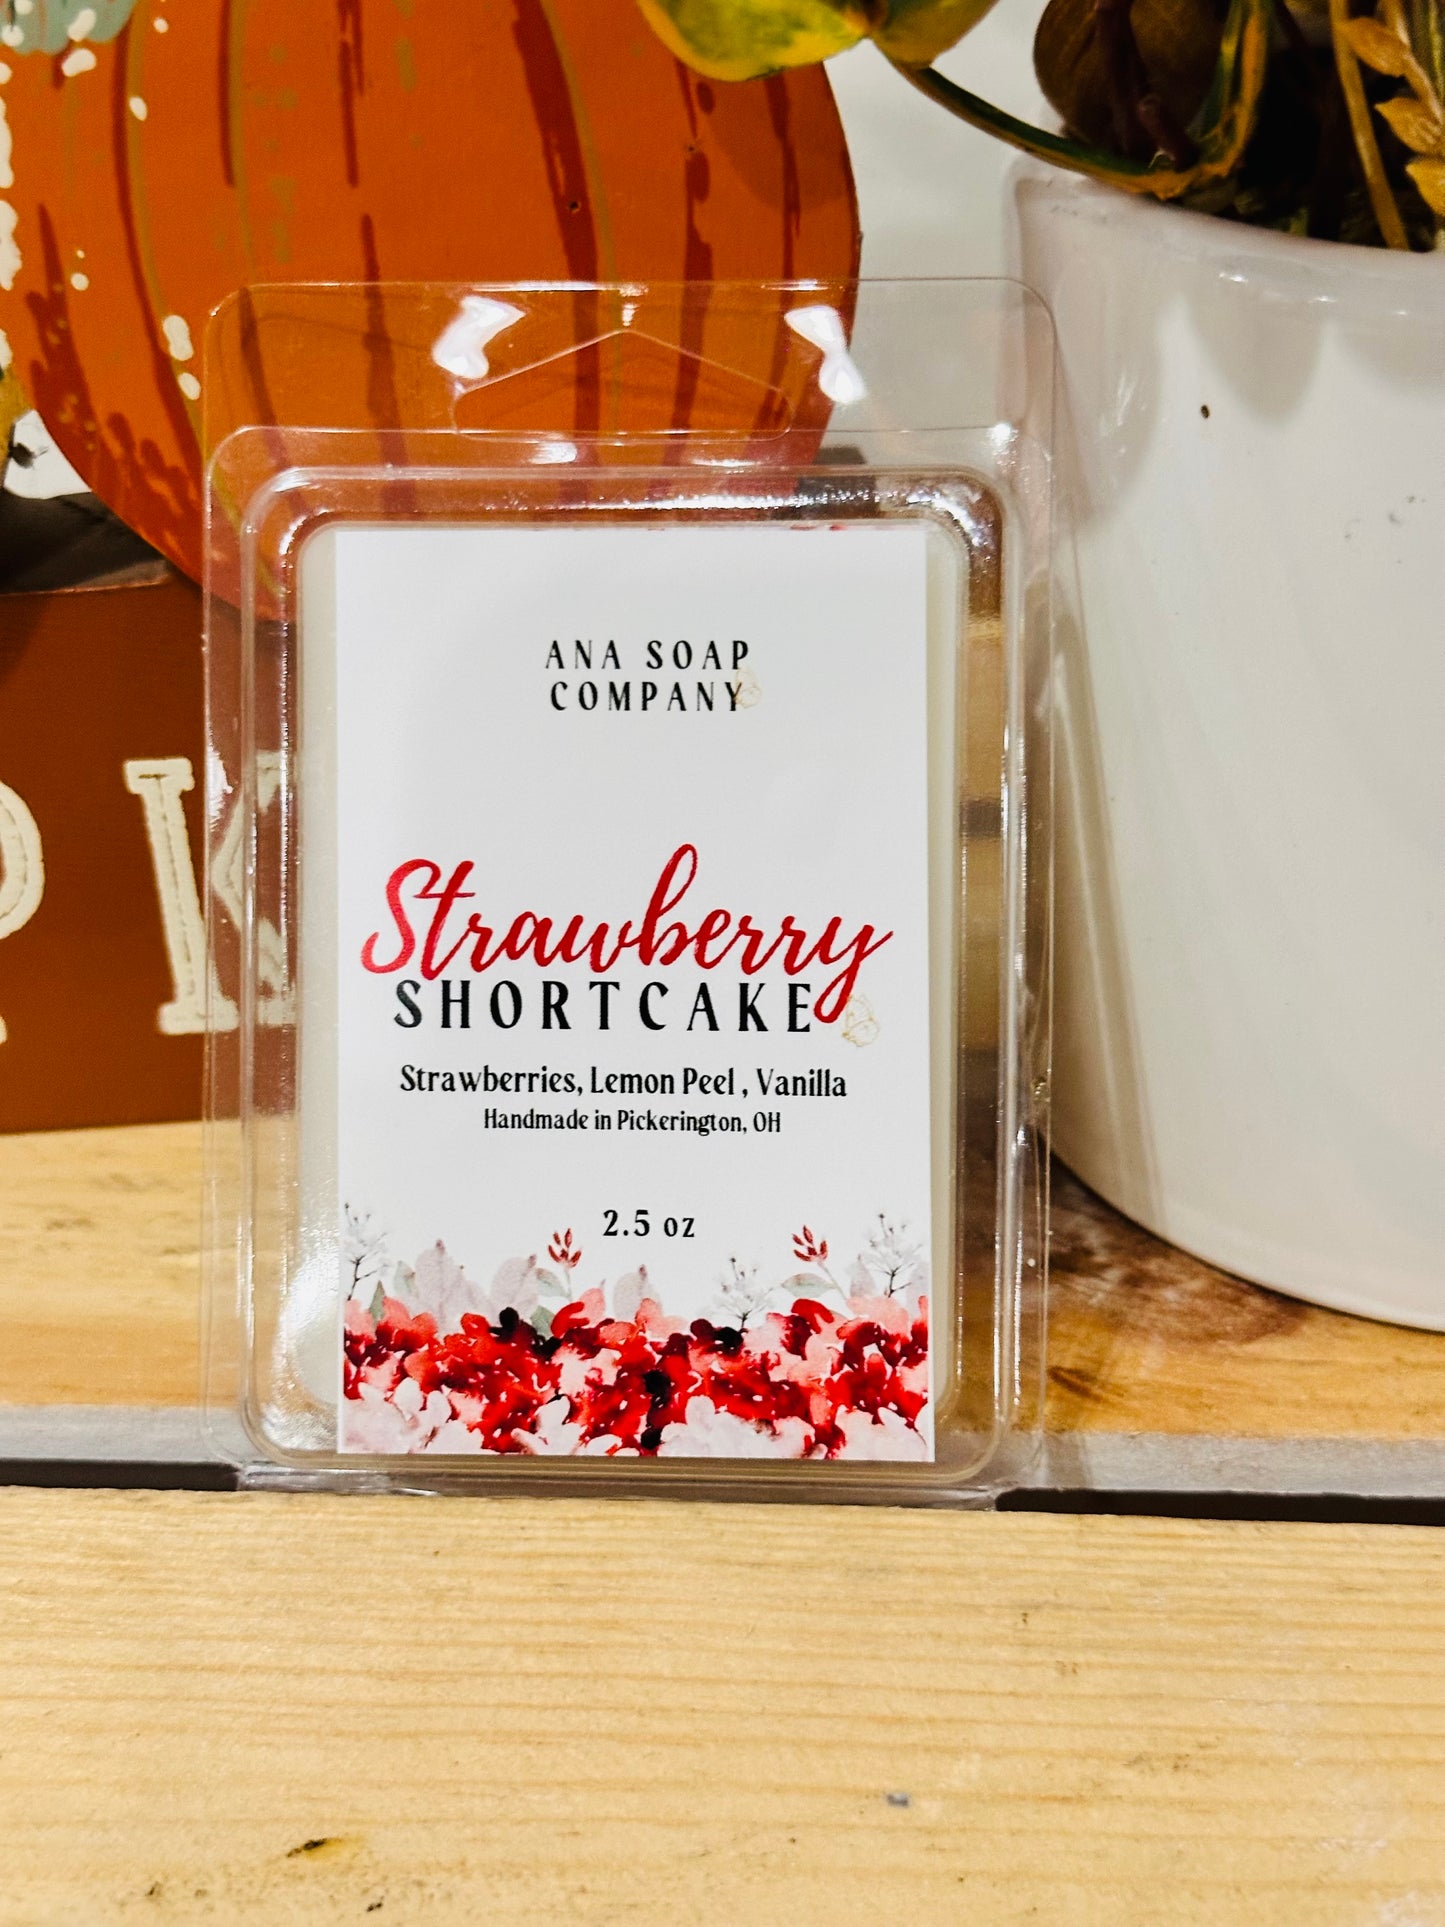 ANA SOAP
COMPANY
Strawberry
SHORTCAKE
Strawberries, Lemon Peel , Vanilla
Handmade in Pickerington, OH
2.5 oz
P K